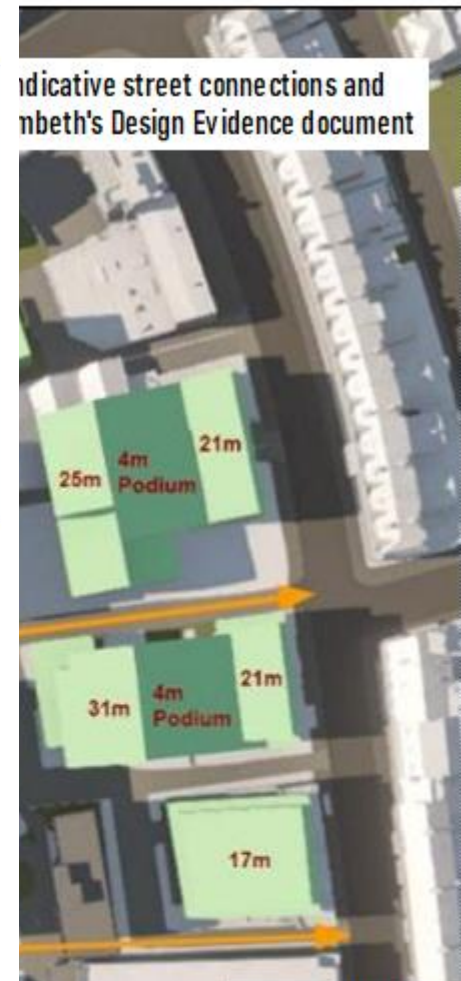 ndicative street connections and
mbeth's Design Evidence document
21m
4m
25m
Podium
21m
4m
31m
Podium
17m